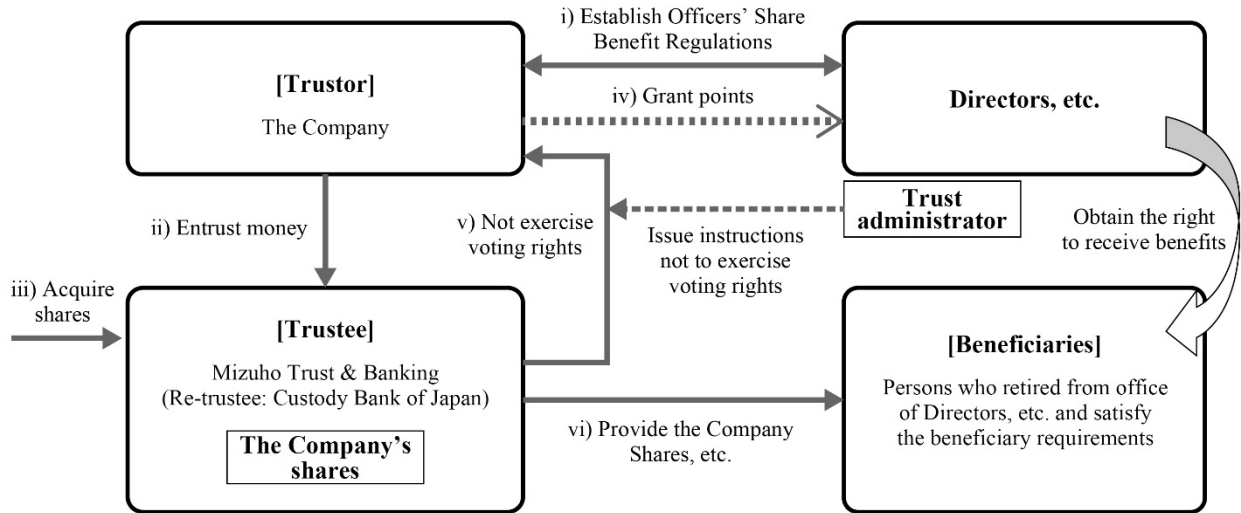 i) Establish Officers’ Share
Benefit Regulations
[Trustor]
The Company
iv) Grant points
Directors, etc.
ii) Entrust money
v) Not exercise
voting rights
Trust
administrator
Issue instructions
not to exercise
voting rights
Obtain the right
to receive benefits
iii) Acquire
shares
[Trustee]
Mizuho Trust & Banking
(Re-trustee: Custody Bank of Japan)
The Company’s
shares
vi) Provide the Company
Shares, etc.
[Beneficiaries]
Persons who retired from office
of Directors, etc. and satisfy
the beneficiary requirements